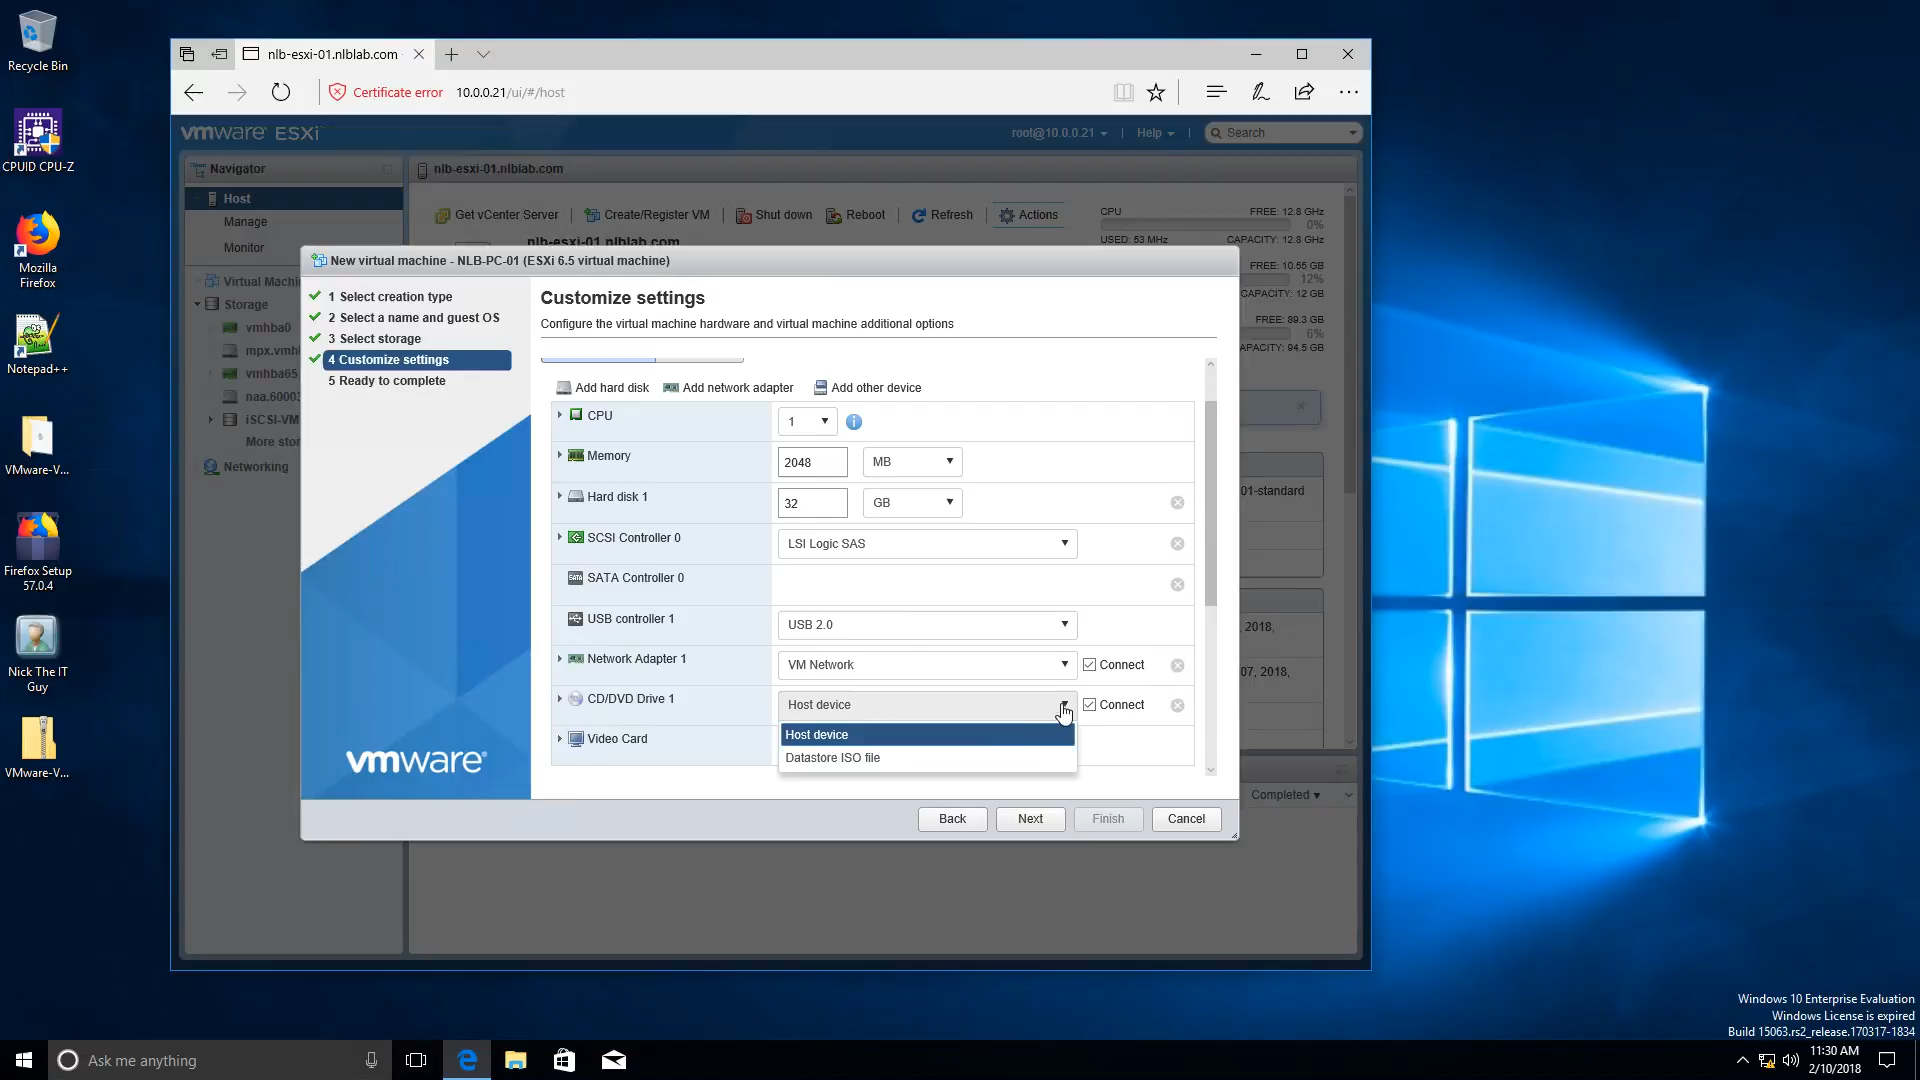 Recycle Bin
CPUID CPU-Z
Mozilla
Firefox
Notepad++
VMware-V...
Firefox Setup
57.0.4
Nick The IT
Guy
VMware-V...
nlb-esxi-01.nlblab.com
Certificate error 10.0.0.21/ui/#/host
vmware ESXi
root@10.0.0.21 Help Search
Navigator
Host
Manage
Monitor
Virtual Machi
Storage
vmhba0
mpx.vmh
vmhba65
naa.60003
iSCSI-VM
More stor
Networking
nlb-esxi-01.nlblab.com
Get vCenter Server Create/Register VM Shut down Reboot Refresh Actions
nlb-esxi-01.nlblab.com
CPU FREE: 12.8 GHz
0%
USED: 53 MHz CAPACITY: 12.8 GHz
FREE: 10.55 GB
12%
CAPACITY: 12 GB
FREE: 89.3 GB
6%
APACITY: 94.5 GB
01-standard
, 2018,
07, 2018,
Completed
New virtual machine - NLB-PC-01 (ESXi 6.5 virtual machine)
1 Select creation type
2 Select a name and guest OS
3 Select storage
4 Customize settings
5 Ready to complete
vmware®
Customize settings
Configure the virtual machine hardware and virtual machine additional options
Add hard disk Add network adapter Add other device
CPU 1
Memory 2048 MB
Hard disk 1 32 GB
SCSI Controller 0 LSI Logic SAS
SATA Controller 0
USB controller 1 USB 2.0
Network Adapter 1 VM Network Connect
CD/DVD Drive 1 Host device Connect
Host device
Datastore ISO file
Video Card
Back Next Finish Cancel
Windows 10 Enterprise Evaluation
Windows License is expired
Build 15063.rs2_release.170317-1834
Ask me anything
11:30 AM
2/10/2018